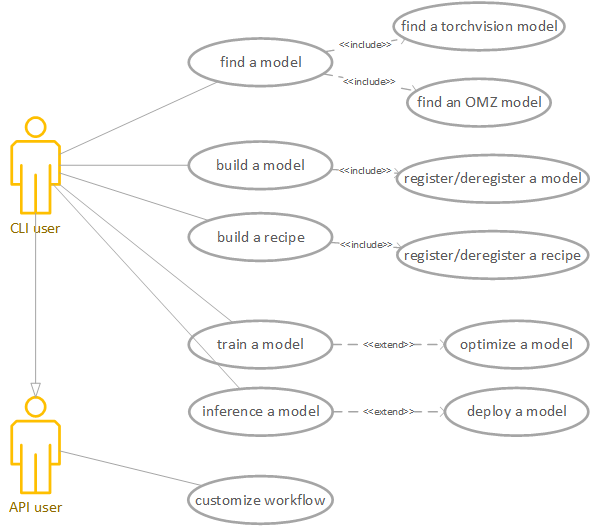 find a torchvision model
<<include>>
find a model
<<include>>
find an OMZ model
build a model
<<include>>
register/deregister a model
CLI user
build a recipe
<<include>>
register/deregister a recipe
train a model
<<extend>>
optimize a model
inference a model
<<extend>>
deploy a model
API user
customize workflow